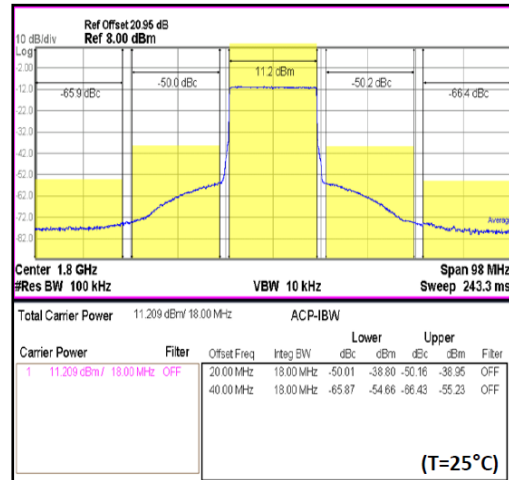 Ref Offset 20.95 dB
10 dB/div Ref 8.00 dBm
Log
-2.00
-12.0
-22.0
-32.0
-42.0
-52.0
-62.0
-72.0
-82.0
-65.9 dBc
-50.0 dBc
11.2 dBm
-50.2 dBc
-66.4 dBc
Averag
Center 1.8 GHz Span 98 MHz
#Res BW 100 kHz VBW 10 kHz Sweep 243.3 ms
Total Carrier Power 11.209 dBm/ 18.00 MHz ACP-IBW
Lower Upper
Carrier Power Filter Offset Freq Integ BW dBc dBm dBc dBm Filter
1 11.209 dBm / 18.00 MHz OFF 20.00 MHz 18.00 MHz -50.01 -38.80 -50.16 -38.95 OFF
40.00 MHz 18.00 MHz -65.87 -54.66 -66.43 -55.23 OFF
(T=25°C)